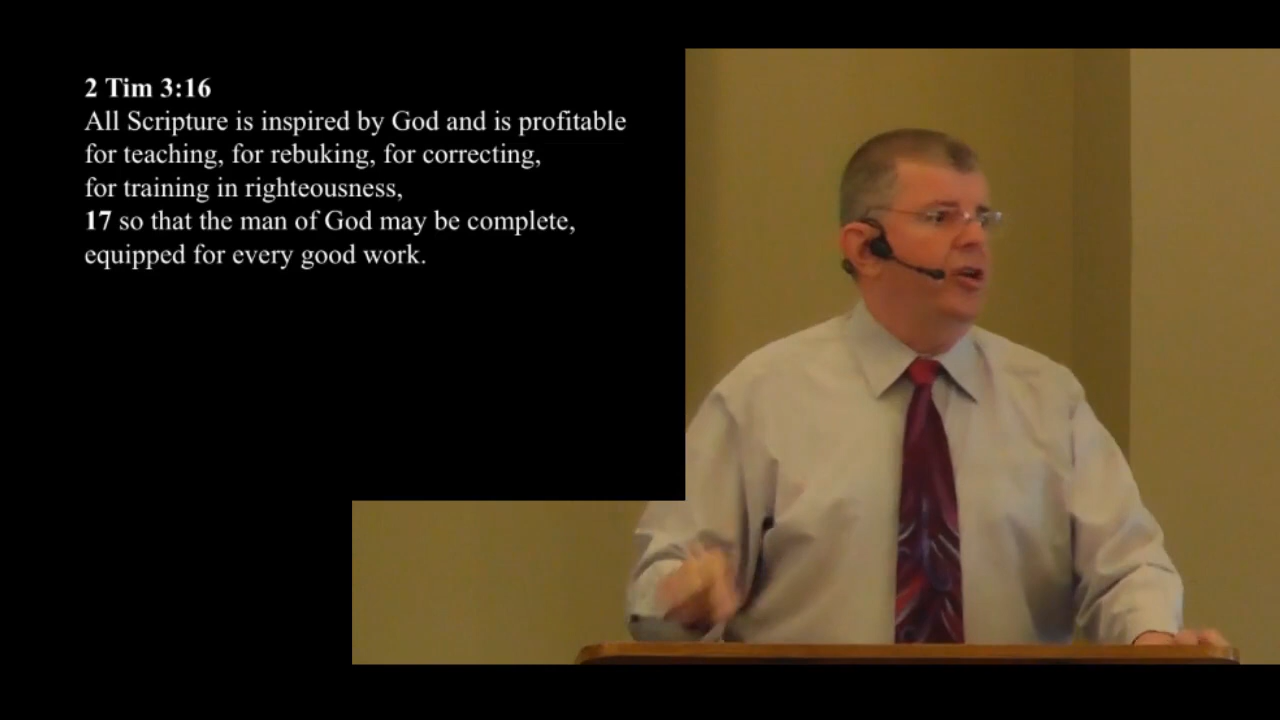 2 Tim 3:16
All Scripture is inspired by God and is profitable
for teaching, for rebuking, for correcting,
for training in righteousness,
17 so that the man of God may be complete,
equipped for every good work.